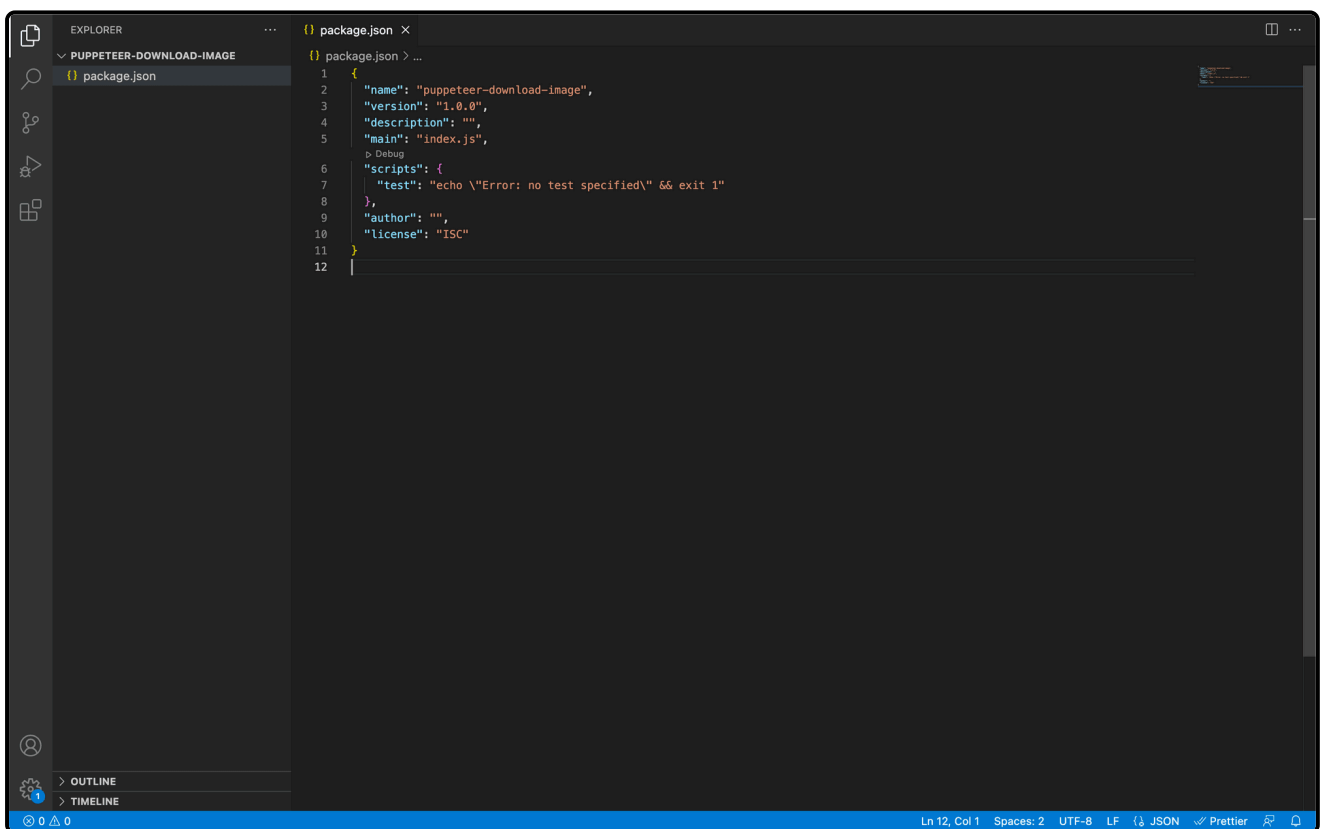 EXPLORER
PUPPETEER-DOWNLOAD-IMAGE
{} package.json
{} package.json ×
{} package.json > ...
1 {
2 "name": "puppeteer-download-image",
3 "version": "1.0.0",
4 "description": "",
5 "main": "index.js",
Debug
6 "scripts": {
7 "test": "echo \"Error: no test specified\" && exit 1"
8 },
9 "author": "",
10 "license": "ISC"
11 }
12
OUTLINE
1
TIMELINE
0 0
Ln 12, Col 1 Spaces: 2 UTF-8 LF {} JSON Prettier